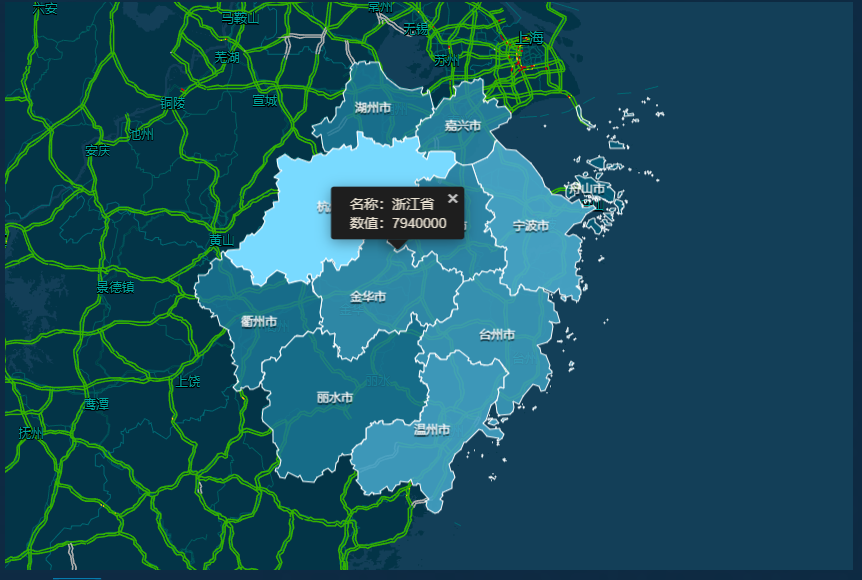 六安
马鞍山
常州
无锡
上海
芜湖
苏州
铜陵
宣城
湖州市
池州
嘉兴市
安庆
舟山市
名称：浙江省
杭
数值：7940000
市
宁波市
黄山
景德镇
金华市
衢州市
台州市
上饶
丽水市
鹰潭
温州市
抚州